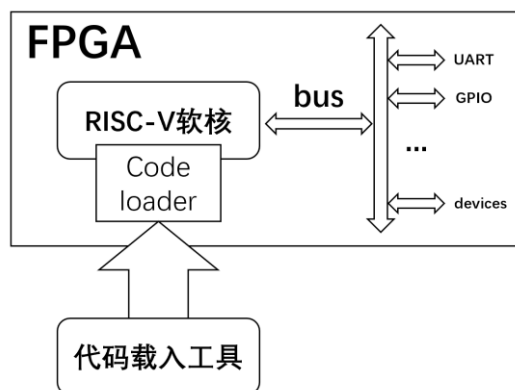 FPGA
RISC-V软核
Code
loader
bus
UART
GPIO
...
devices
代码载入工具